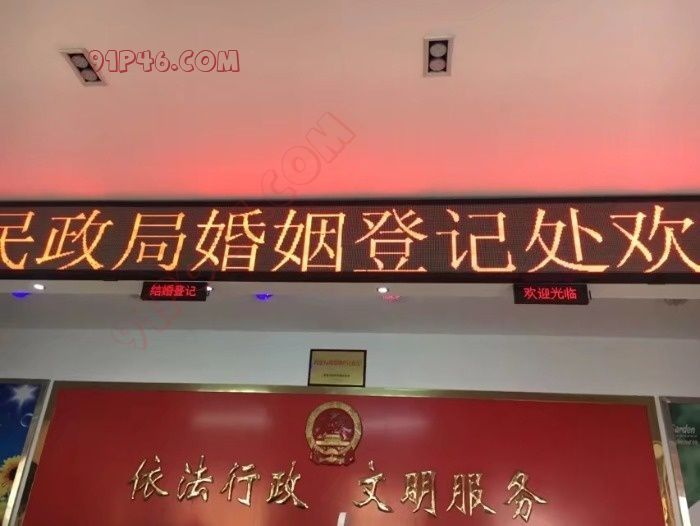 91P46.COM
民政局婚姻登记处欢
结婚登记
欢迎光临
依法行政 文明服务
Garden